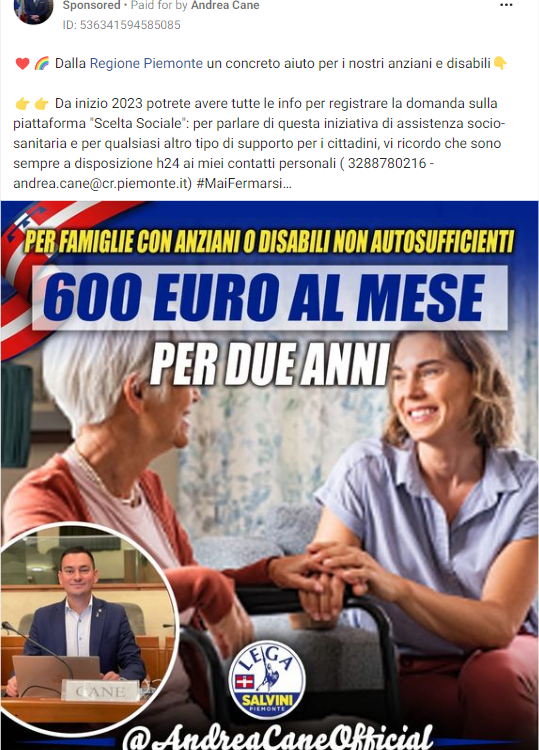 Sponsored • Paid for by Andrea Cane
ID: 536341594585085
❤️ 🌈 Dalla Regione Piemonte un concreto aiuto per i nostri anziani e disabili👇
👉 👉 Da inizio 2023 potrete avere tutte le info per registrare la domanda sulla
piattaforma "Scelta Sociale": per parlare di questa iniziativa di assistenza socio-
sanitaria e per qualsiasi altro tipo di supporto per i cittadini, vi ricordo che sono
sempre a disposizione h24 ai miei contatti personali ( 3288780216 -
andrea.cane@cr.piemonte.it) #MaiFermarsi...
PER FAMIGLIE CON ANZIANI O DISABILI NON AUTOSUFFICIENTI
600 EURO AL MESE
PER DUE ANNI
CANE
LEGA
SALVINI
PIEMONTE
@AndreaCaneOfficial